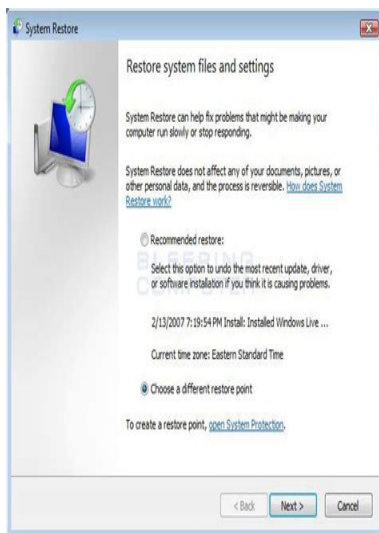 System Restore
Restore system files and settings
System Restore can help fix problems that might be making your
computer run slowly or stop responding.
System Restore does not affect any of your documents, pictures, or
other personal data, and the process is reversible. How does System
Restore work?
Recommended restore:
BLEEPING
COMPUTER
Select this option to undo the most recent update, driver,
or software installation if you think it is causing problems.
2/13/2007 7:19:54 PM Install: Installed Windows Live ...
Current time zone: Eastern Standard Time
Choose a different restore point
To create a restore point, open System Protection.
< Back
Next >
Cancel